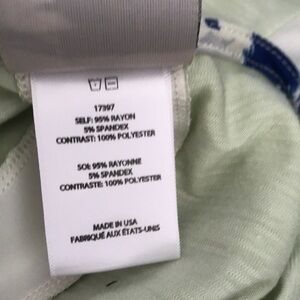 17397
SELF: 95% RAYON
5% SPANDEX
CONTRAST: 100% POLYESTER
SOI: 95% RAYONNE
5% SPANDEX
CONTRASTE: 100% POLYESTER
MADE IN USA
FABRIQUÉ AUX ÉTATS-UNIS